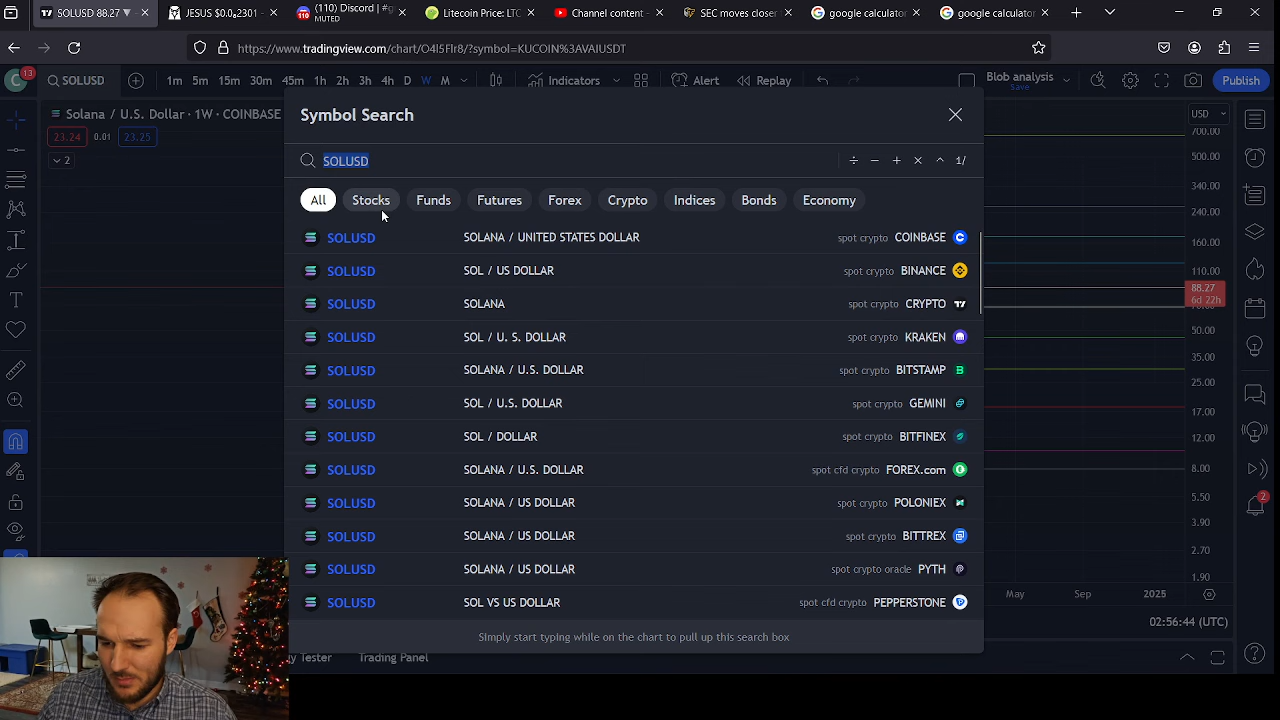 SOLUSD 88.27 ▼
JESUS $0.0₈2301
(110) Discord | #g
MUTED
Litecoin Price: LTC
Channel content -
SEC moves closer t
google calculator
google calculator
https://www.tradingview.com/chart/O4l5Flr8/?symbol=KUCOIN%3AVAIUSDT
13
SOLUSD
1m 5m 15m 30m 45m 1h 2h 3h 4h D W M
Indicators
Alert
Replay
Blob analysis
Save
Publish
Solana / U.S. Dollar · 1W · COINBASE
23.24 0.01 23.25
2
Symbol Search
SOLUSD
÷ − + × ^ 1/
All Stocks Funds Futures Forex Crypto Indices Bonds Economy
SOLUSD SOLANA / UNITED STATES DOLLAR spot crypto COINBASE
SOLUSD SOL / US DOLLAR spot crypto BINANCE
SOLUSD SOLANA spot crypto CRYPTO
SOLUSD SOL / U. S. DOLLAR spot crypto KRAKEN
SOLUSD SOLANA / U.S. DOLLAR spot crypto BITSTAMP
SOLUSD SOL / U.S. DOLLAR spot crypto GEMINI
SOLUSD SOL / DOLLAR spot crypto BITFINEX
SOLUSD SOLANA / U.S. DOLLAR spot cfd crypto FOREX.com
SOLUSD SOLANA / US DOLLAR spot crypto POLONIEX
SOLUSD SOLANA / US DOLLAR spot crypto BITTREX
SOLUSD SOLANA / US DOLLAR spot crypto oracle PYTH
SOLUSD SOL VS US DOLLAR spot cfd crypto PEPPERSTONE
Simply start typing while on the chart to pull up this search box
USD
700.00
500.00
340.00
240.00
160.00
110.00
88.27
6d 22h
50.00
35.00
25.00
17.00
12.00
8.00
5.50
3.90
2.70
1.90
May Sep 2025
02:56:44 (UTC)
2
y Tester
Trading Panel